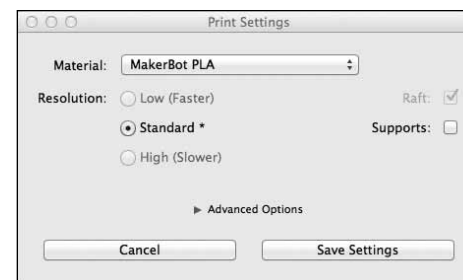 Print Settings
Material: MakerBot PLA
Resolution: Low (Faster) Raft:
Standard * Supports:
High (Slower)
Advanced Options
Cancel Save Settings